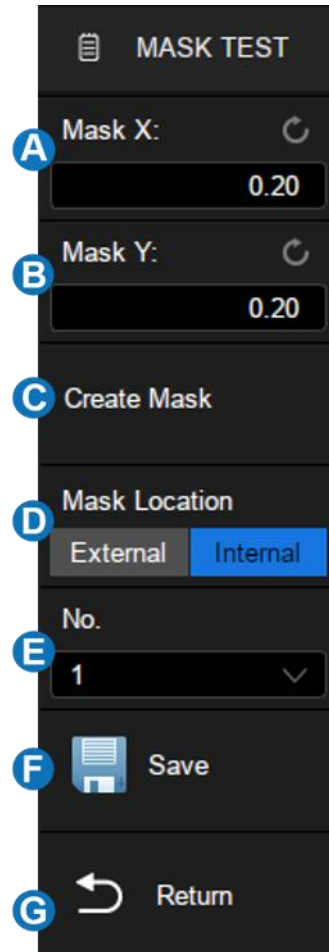 MASK TEST
A
Mask X:
0.20
B
Mask Y:
0.20
C
Create Mask
D
Mask Location
External Internal
E
No.
1
F
Save
G
Return